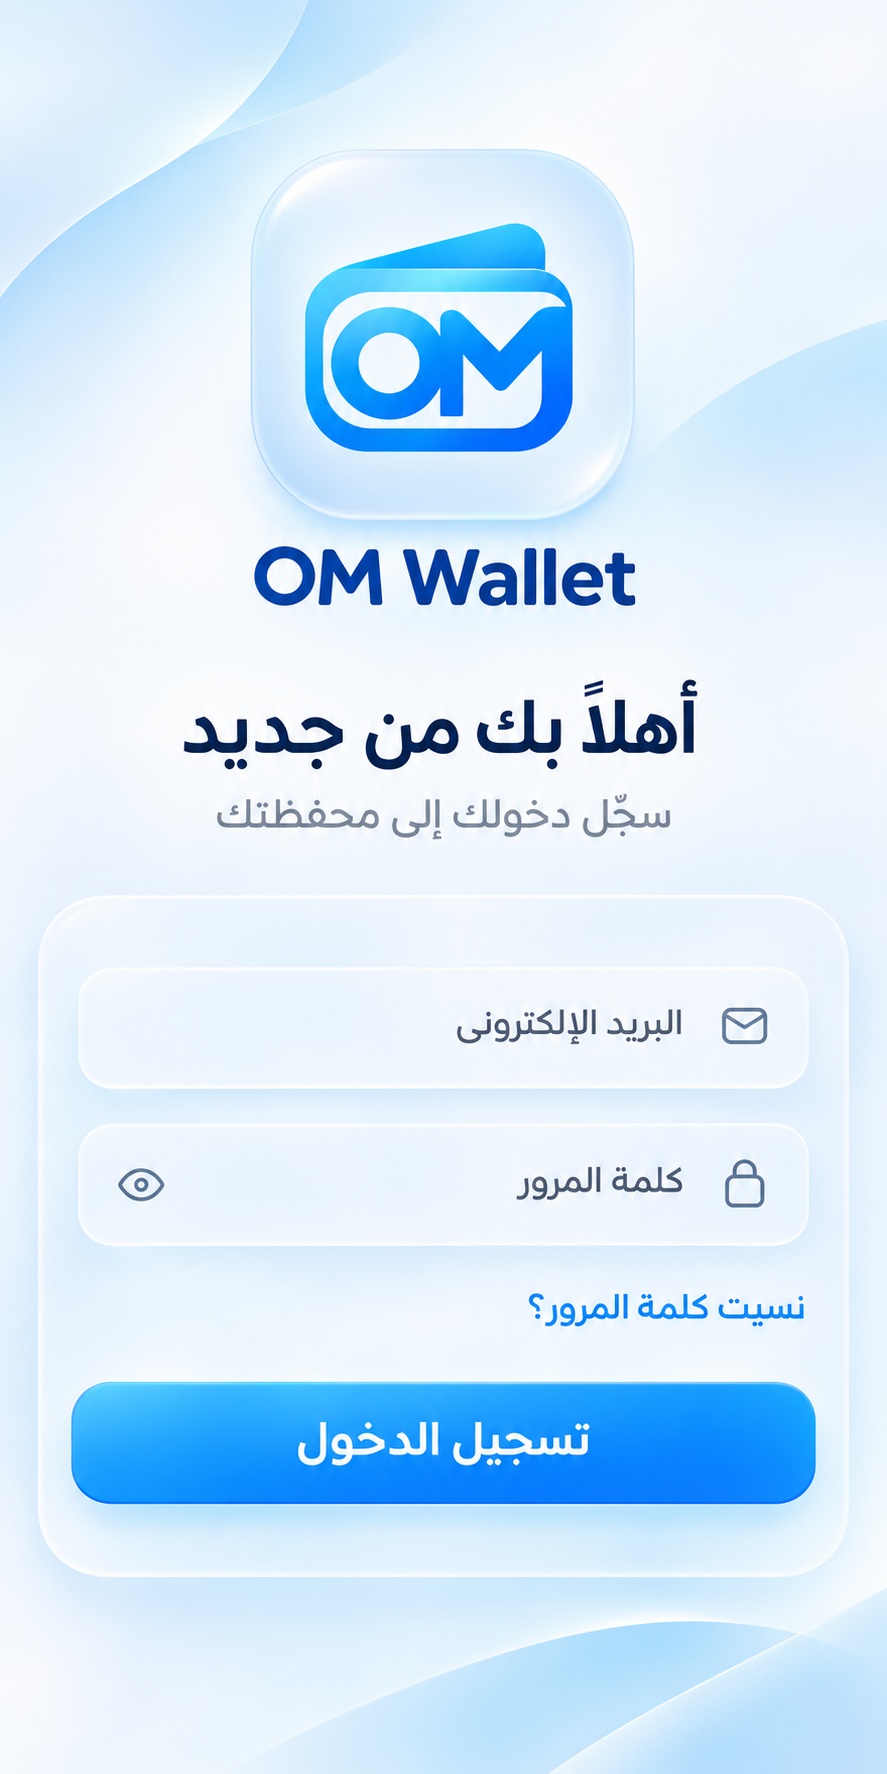 OM
OM Wallet
أهلاً بك من جديد
سجّل دخولك إلى محفظتك
البريد الإلكترونى
كلمة المرور
نسيت كلمة المرور؟
تسجيل الدخول